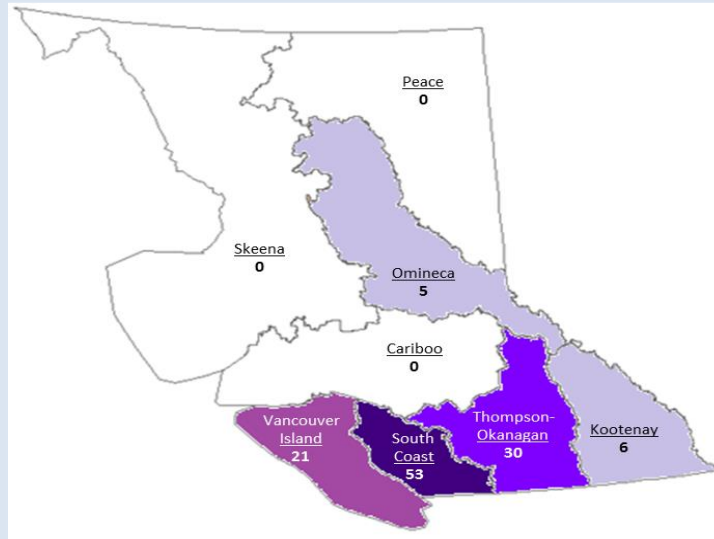 Peace
0
Skeena
0
Omineca
5
Cariboo
0
Vancouver
Island
21
South
Coast
53
Thompson-
Okanagan
30
Kootenay
6